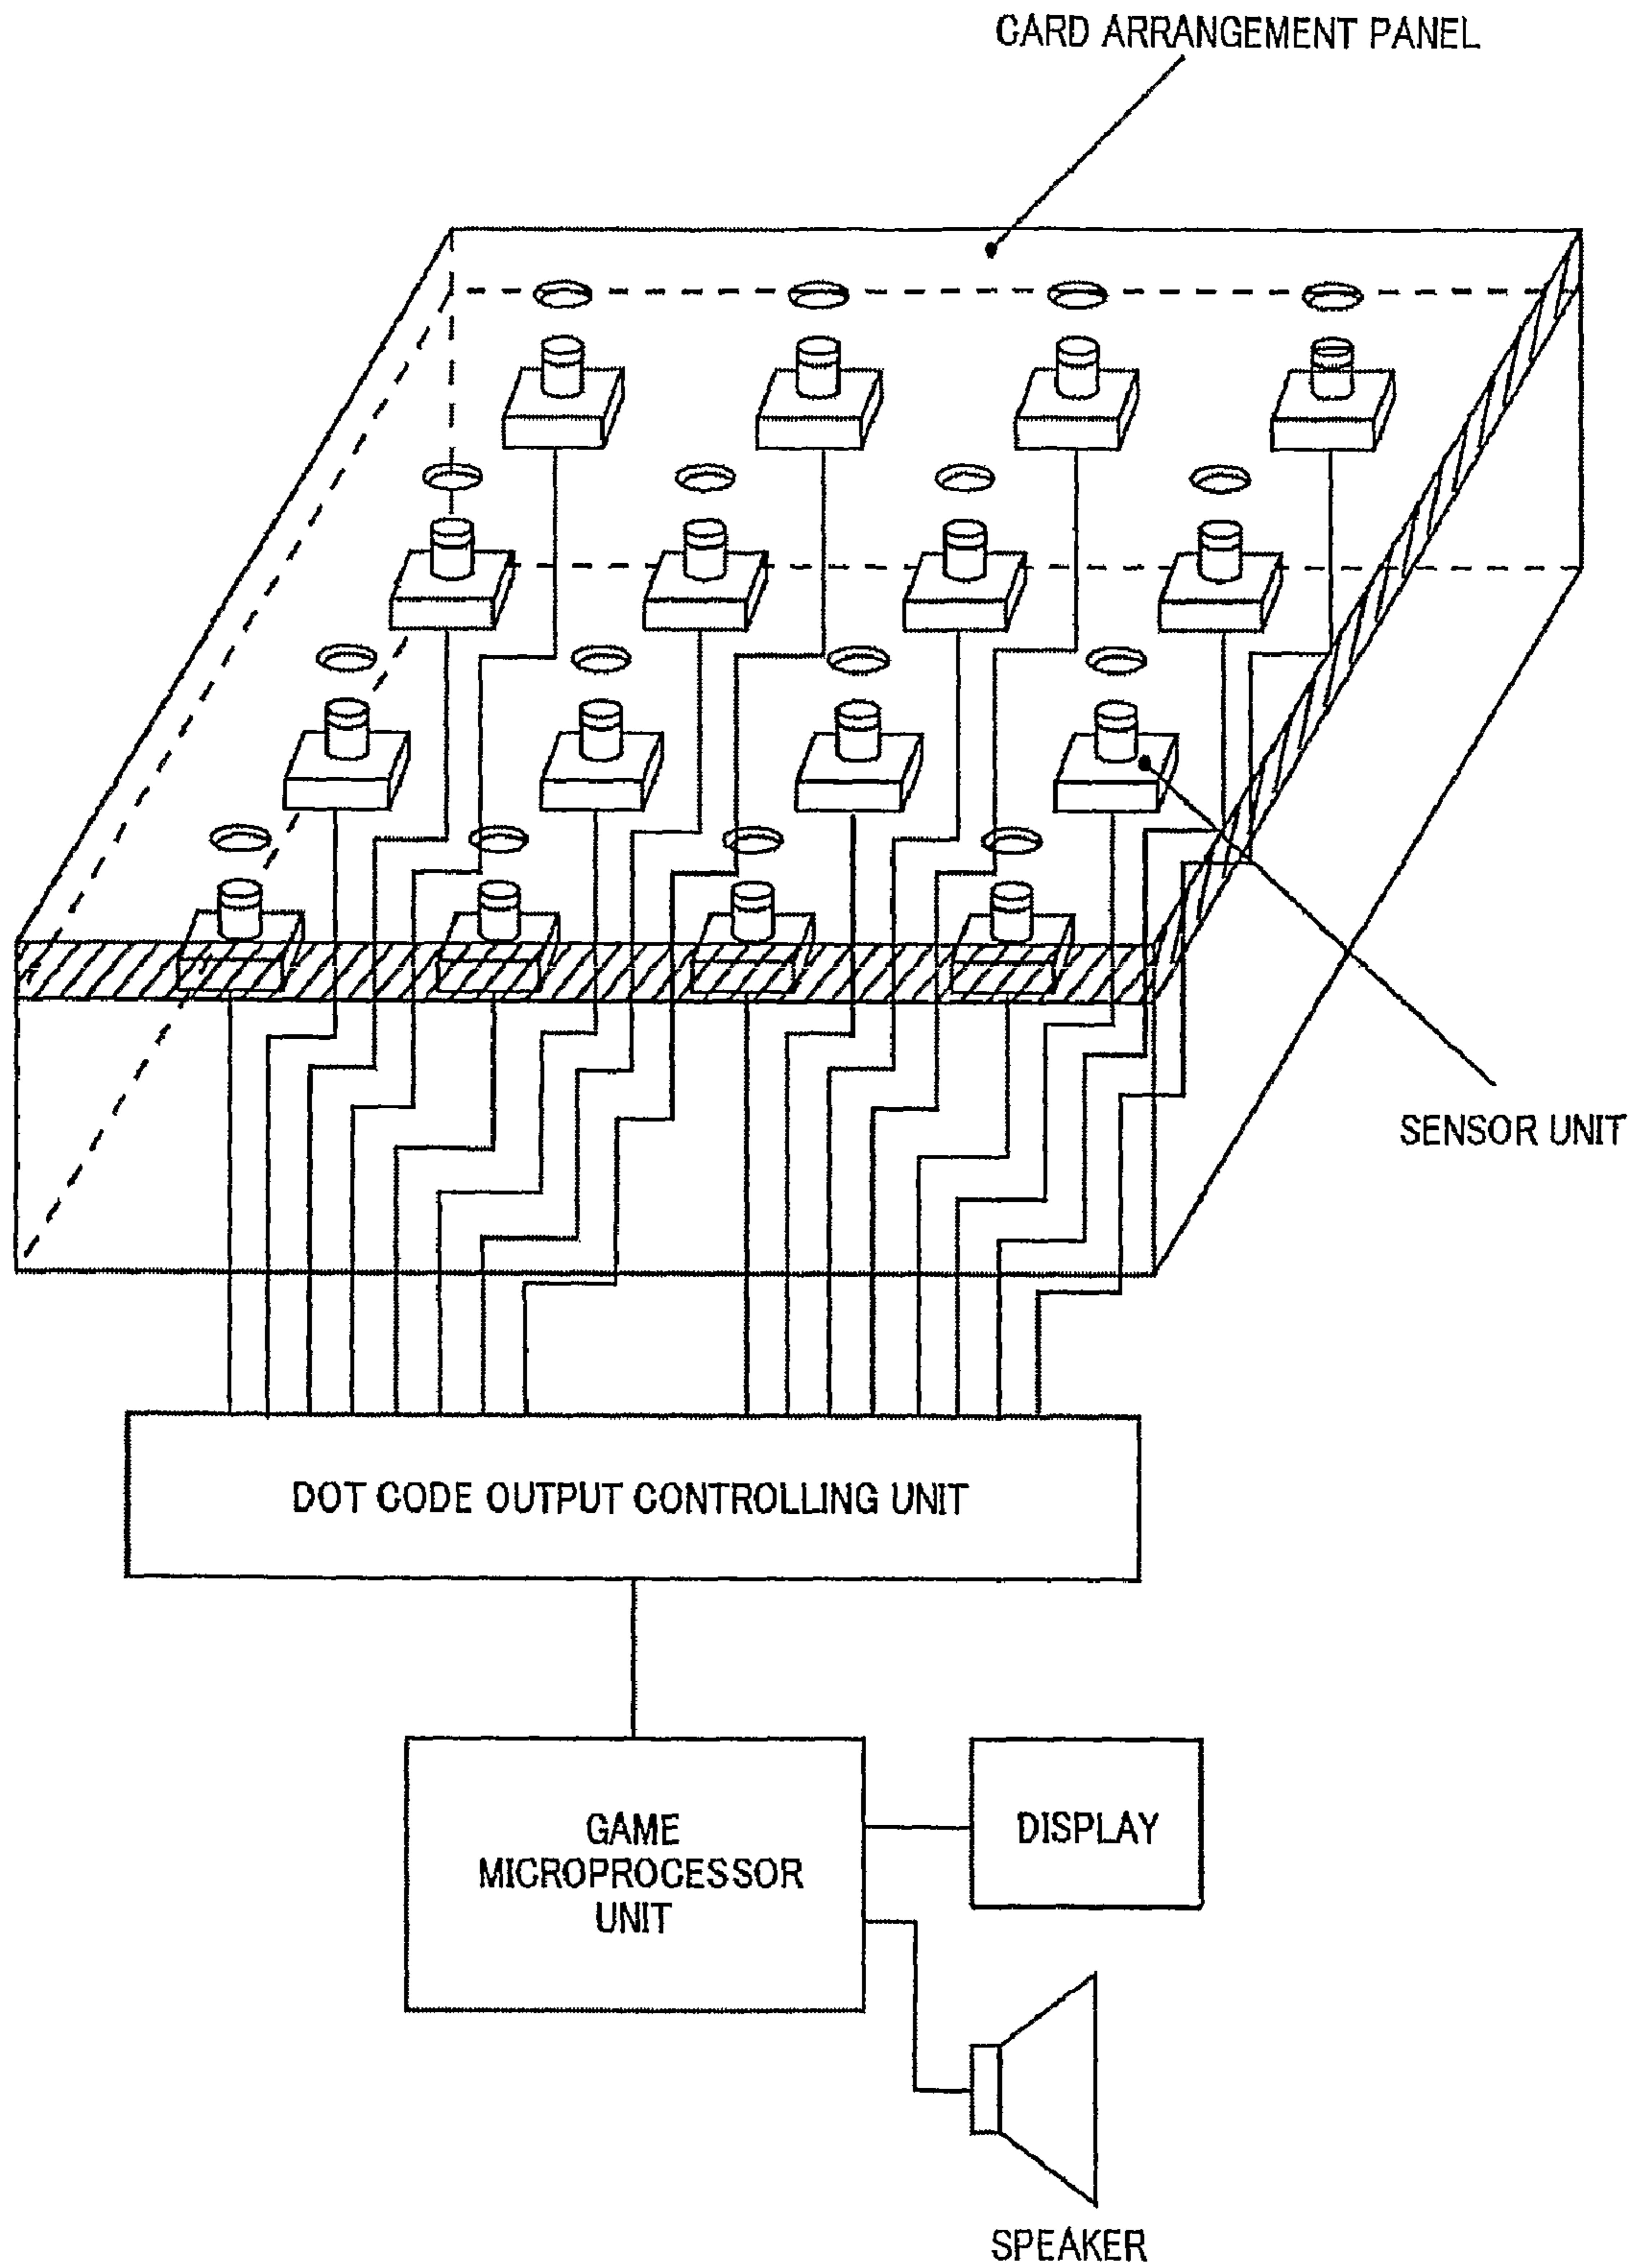 CARD ARRANGEMENT PANEL
SENSOR UNIT
DOT CODE OUTPUT CONTROLLING UNIT
GAME
MICROPROCESSOR
UNIT
DISPLAY
SPEAKER